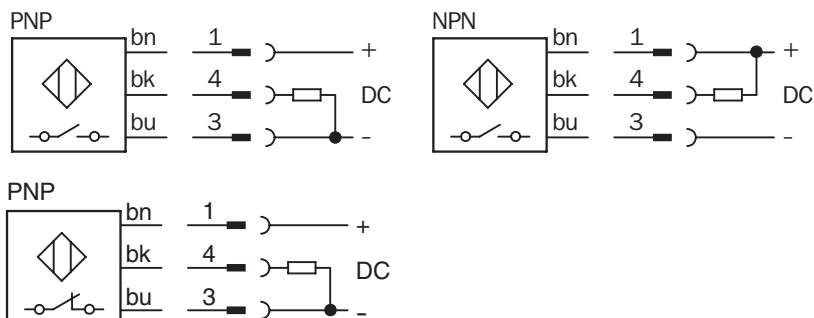 PNP
bn 1 +
bk 4 DC
bu 3 -
NPN
bn 1 +
bk 4 DC
bu 3 -
PNP
bn 1 +
bk 4 DC
bu 3 -